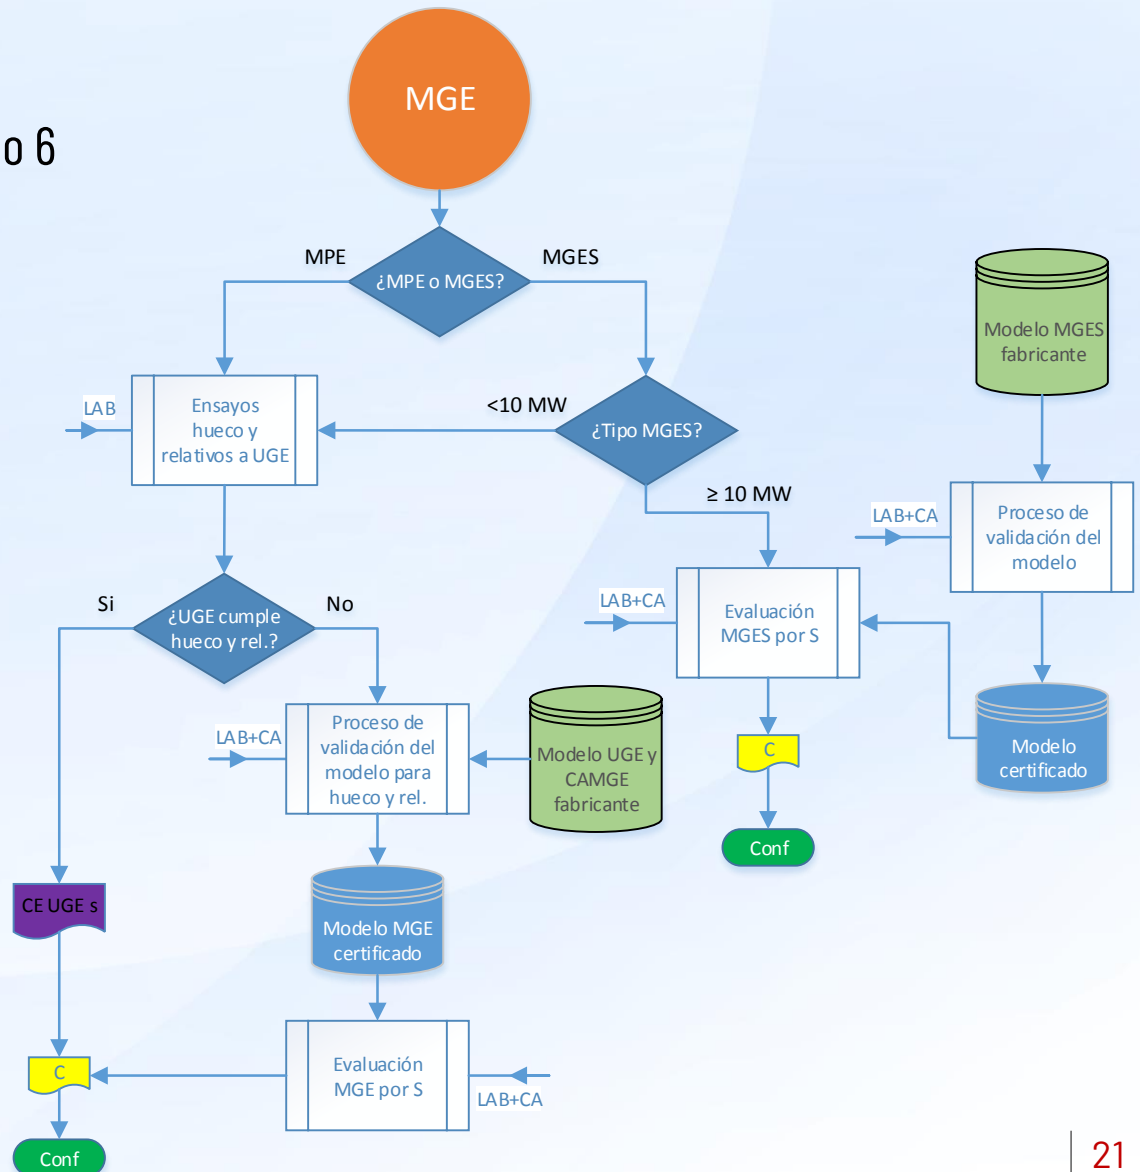 MGE
o 6
MPE
MGES
¿MPE o MGES?
Modelo MGES
fabricante
LAB
Ensayos
hueco y
relativos a UGE
<10 MW
¿Tipo MGES?
≥ 10 MW
LAB+CA
Proceso de
validación del
modelo
Si
¿UGE cumple
hueco y rel.?
No
LAB+CA
Evaluación
MGES por S
LAB+CA
Proceso de
validación del
modelo para
hueco y rel.
Modelo UGE y
CAMGE
fabricante
C
Modelo
certificado
Conf
CE UGE s
Modelo MGE
certificado
C
Evaluación
MGE por S
LAB+CA
Conf
21